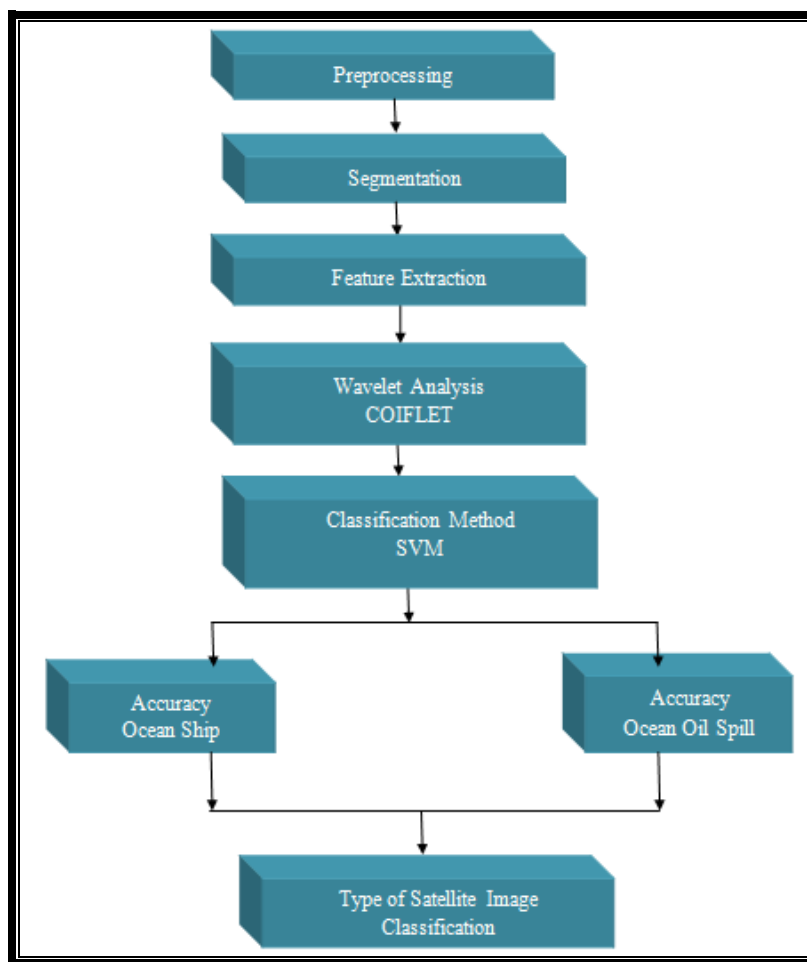 Preprocessing
Segmentation
Feature Extraction
Wavelet Analysis
COIFLET
Classification Method
SVM
Accuracy
Ocean Ship
Accuracy
Ocean Oil Spill
Type of Satellite Image
Classification